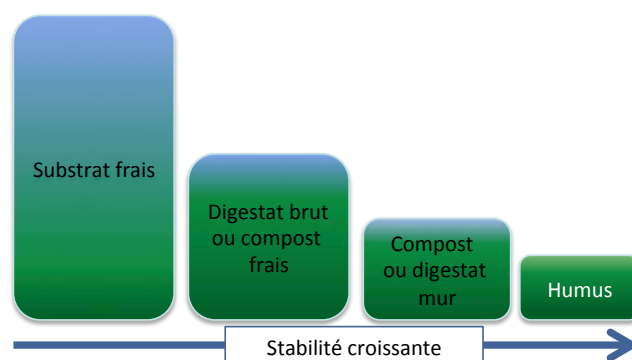 Substrat frais
Digestat brut
ou compost
frais
Compost
ou digestat
mur
Humus
Stabilité croissante